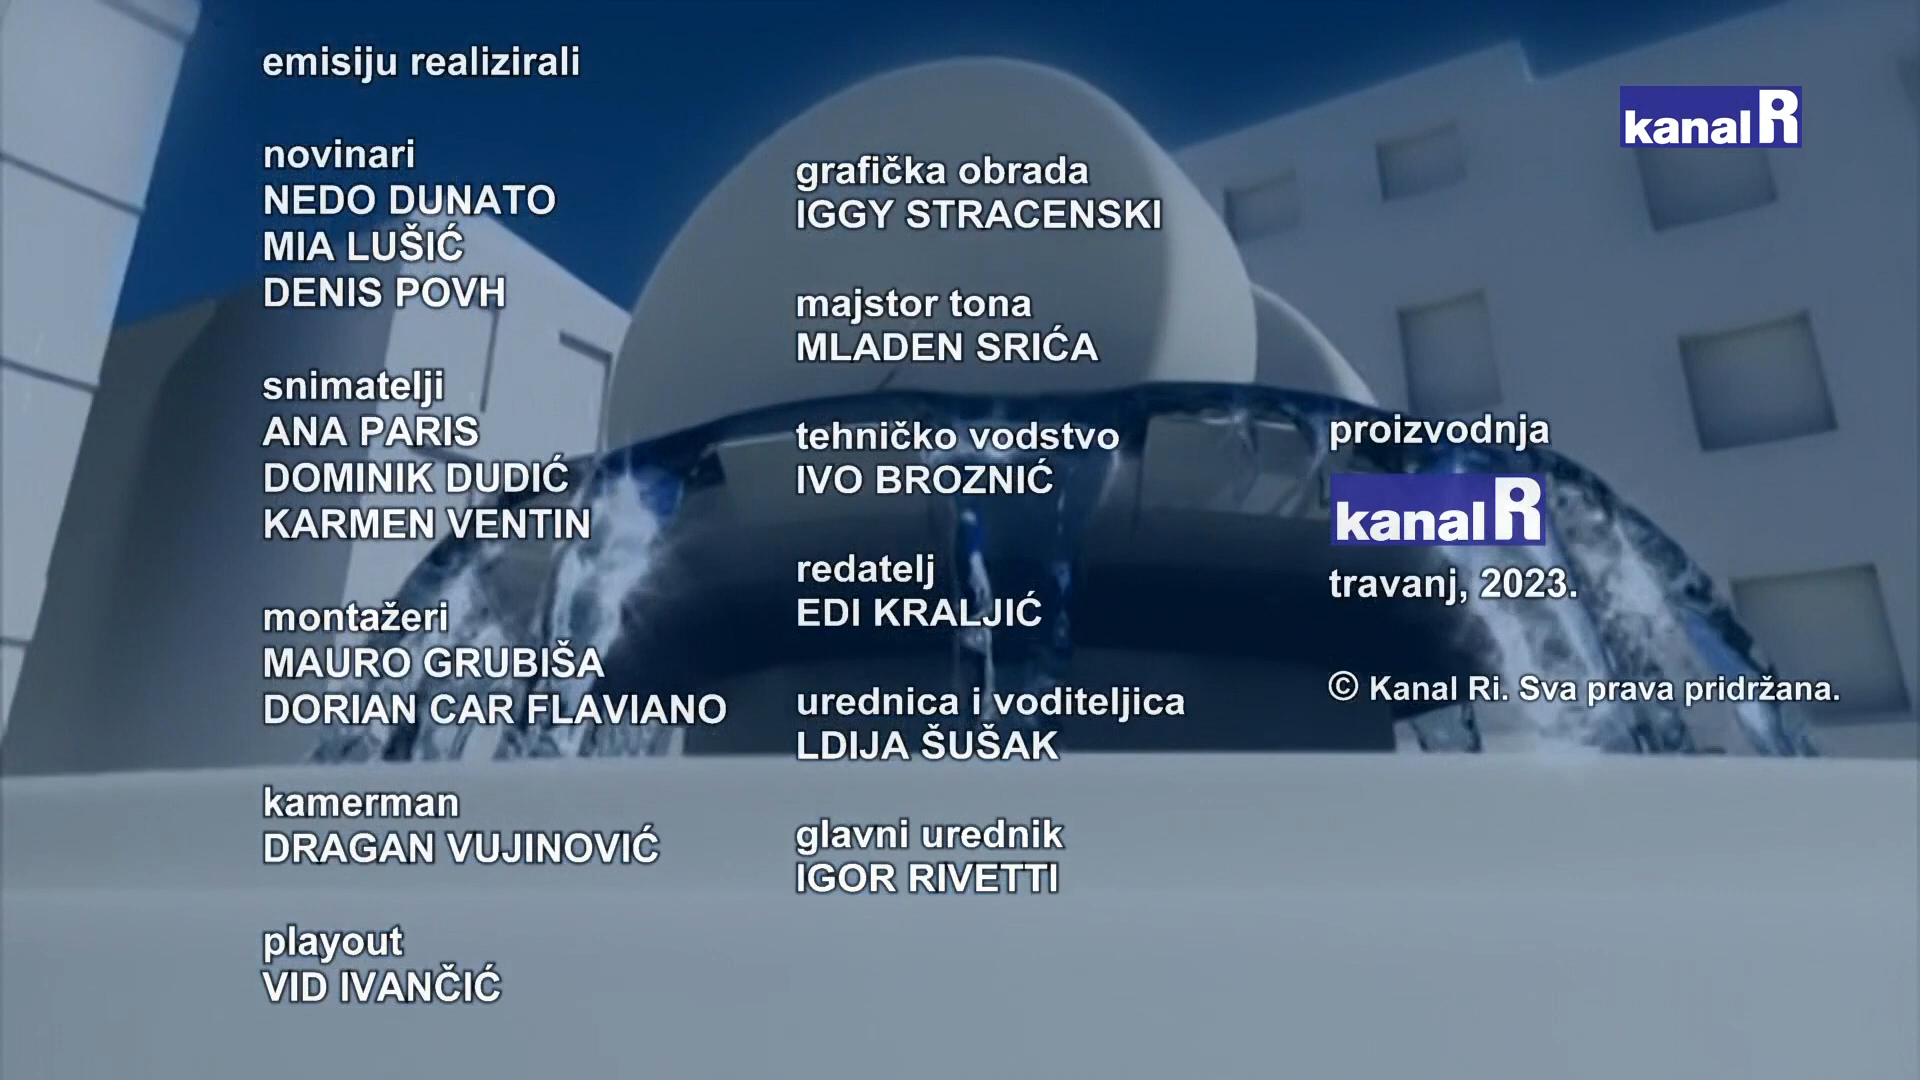 emisiju realizirali
novinari
NEDO DUNATO
MIA LUŠIĆ
DENIS POVH
snimatelji
ANA PARIS
DOMINIK DUDIĆ
KARMEN VENTIN
montažeri
MAURO GRUBIŠA
DORIAN CAR FLAVIANO
kamerman
DRAGAN VUJINOVIĆ
playout
VID IVANČIĆ
grafička obrada
IGGY STRACENSKI
majstor tona
MLADEN SRIĆA
tehničko vodstvo
IVO BROZNIĆ
redatelj
EDI KRALJIĆ
urednica i voditeljica
LDIJA ŠUŠAK
glavni urednik
IGOR RIVETTI
kanal Ri
proizvodnja
kanal Ri
travanj, 2023.
© Kanal Ri. Sva prava pridržana.